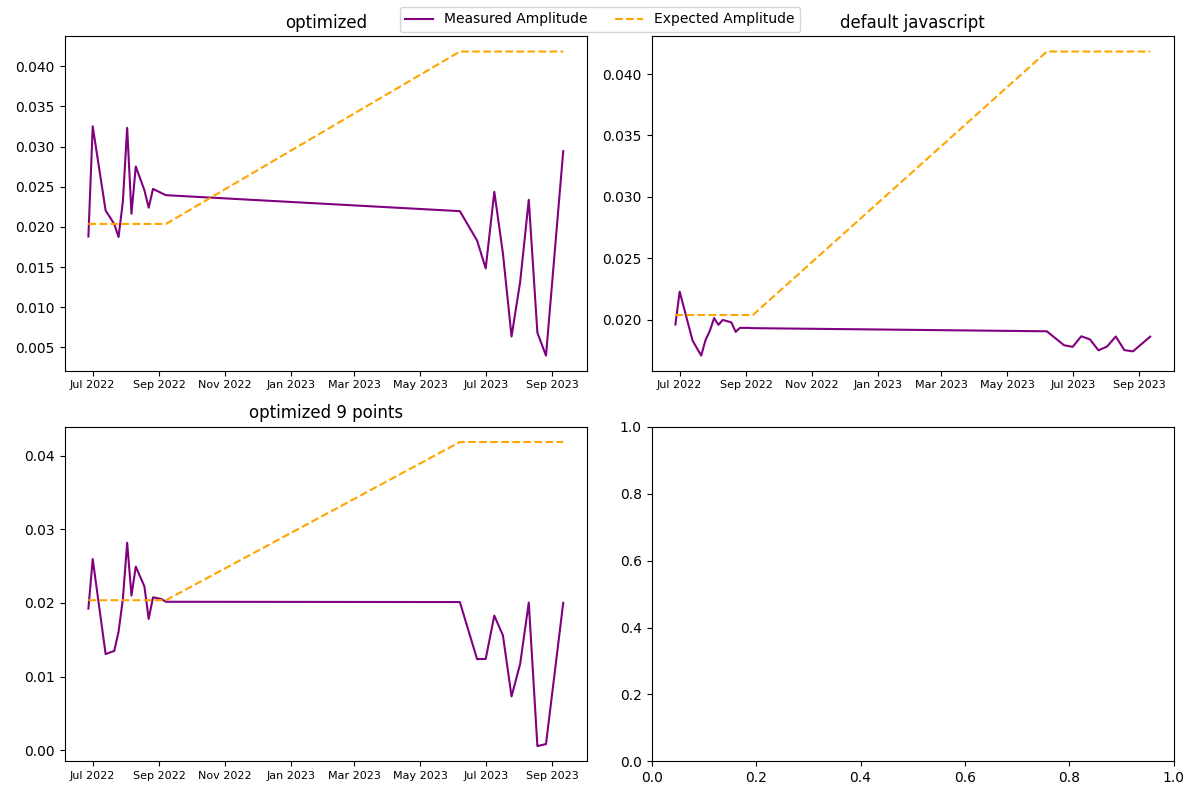 Measured Amplitude
Expected Amplitude
optimized
0.040
0.035
0.030
0.025
0.020
0.015
0.010
0.005
Jul 2022
Sep 2022
Nov 2022
Jan 2023
Mar 2023
May 2023
Jul 2023
Sep 2023
default javascript
0.040
0.035
0.030
0.025
0.020
Jul 2022
Sep 2022
Nov 2022
Jan 2023
Mar 2023
May 2023
Jul 2023
Sep 2023
optimized 9 points
0.04
0.03
0.02
0.01
0.00
Jul 2022
Sep 2022
Nov 2022
Jan 2023
Mar 2023
May 2023
Jul 2023
Sep 2023
1.0
0.8
0.6
0.4
0.2
0.0
0.0
0.2
0.4
0.6
0.8
1.0